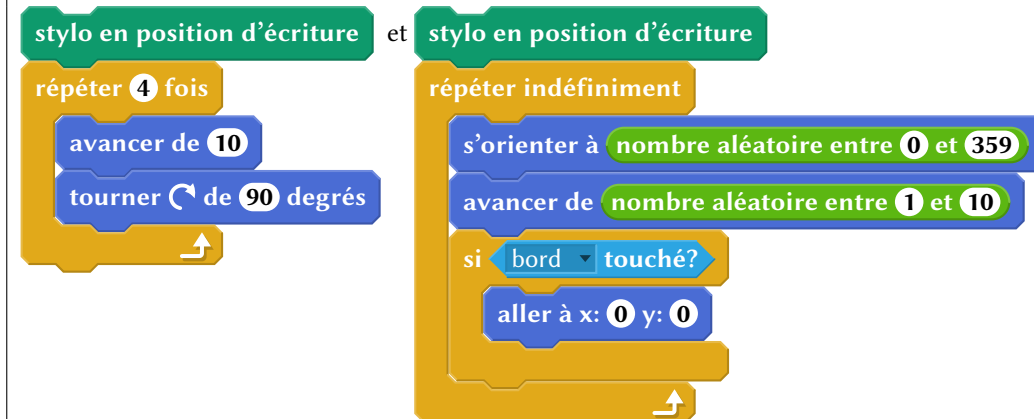 stylo en position d'écriture
répéter 4 fois
avancer de 10
tourner de 90 degrés
et
stylo en position d'écriture
répéter indéfiniment
s'orienter à nombre aléatoire entre 0 et 359
avancer de nombre aléatoire entre 1 et 10
si bord touché?
aller à x: 0 y: 0